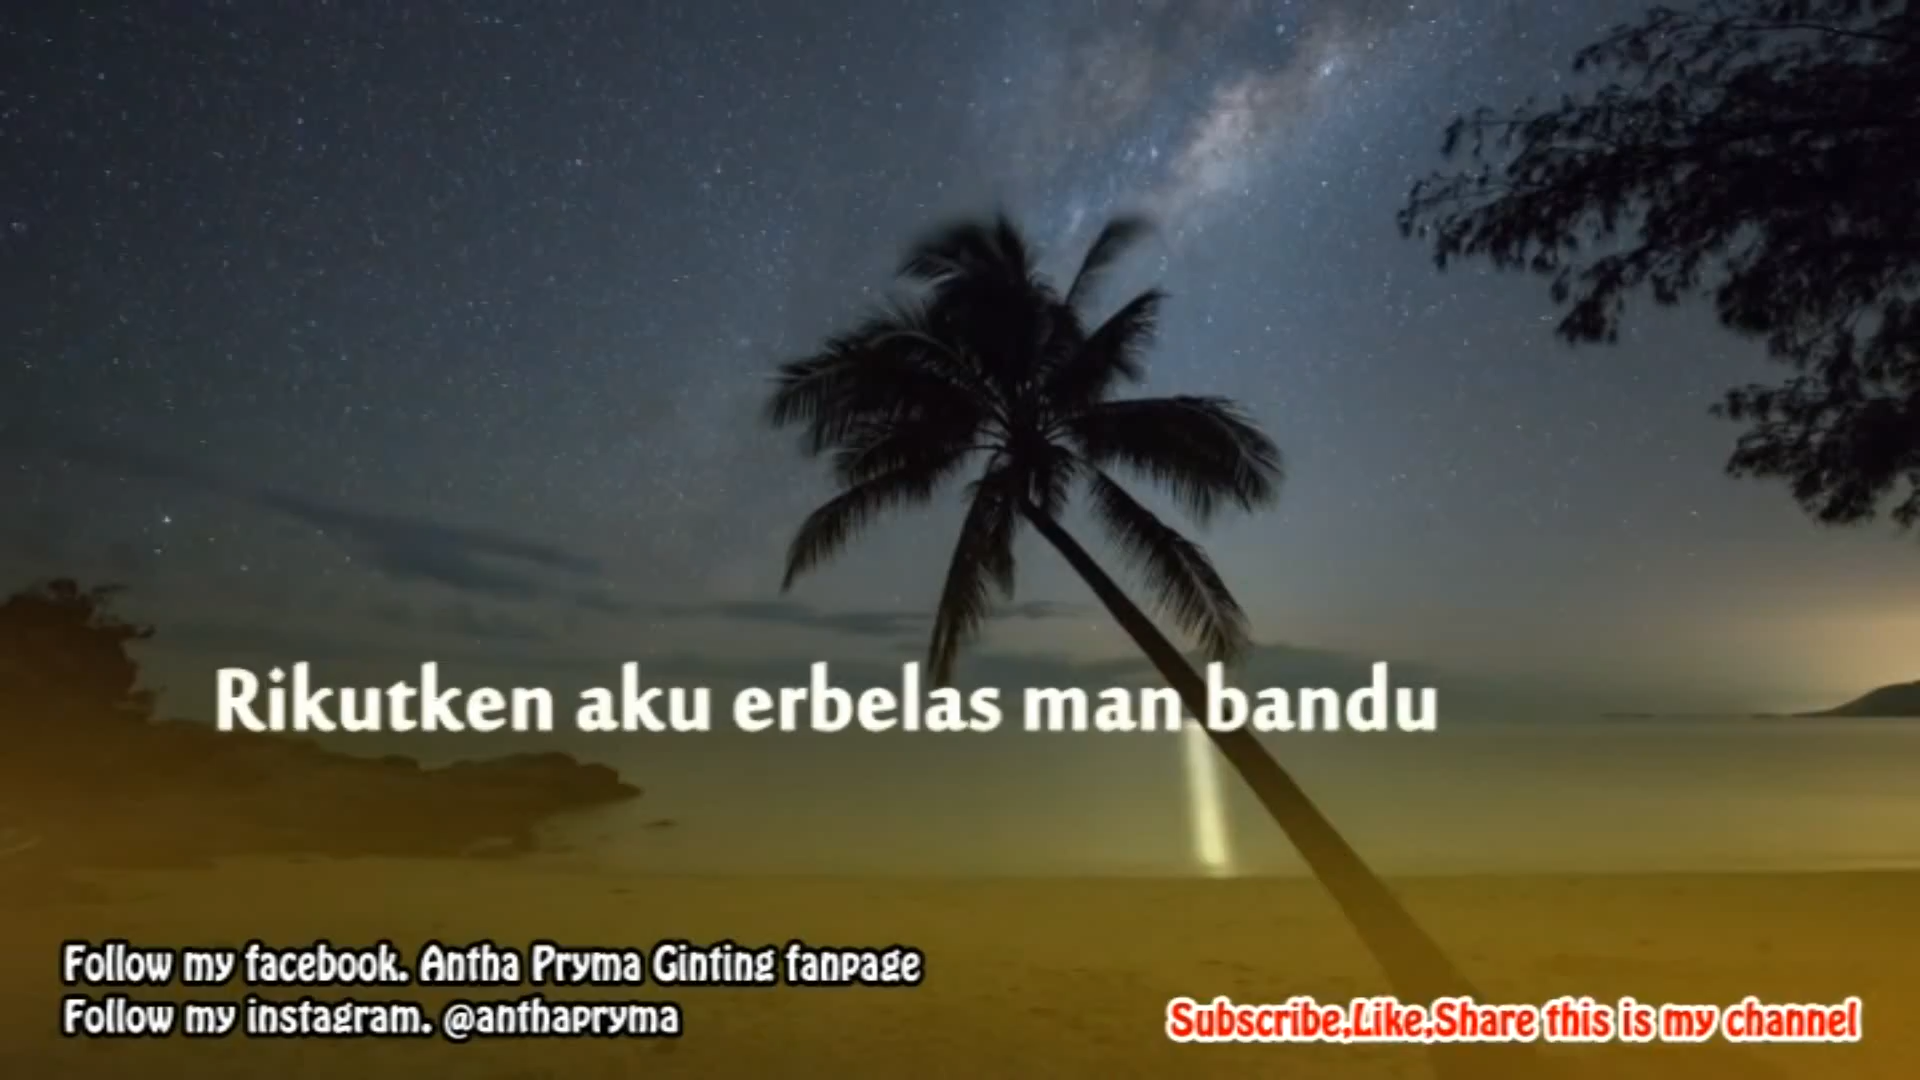 Rikutken aku erbelas man bandu
Follow my facebook. Antha Pryma Ginting fanpage
Follow my instagram. @anthapryma
Subscribe,Like,Share this is my channel